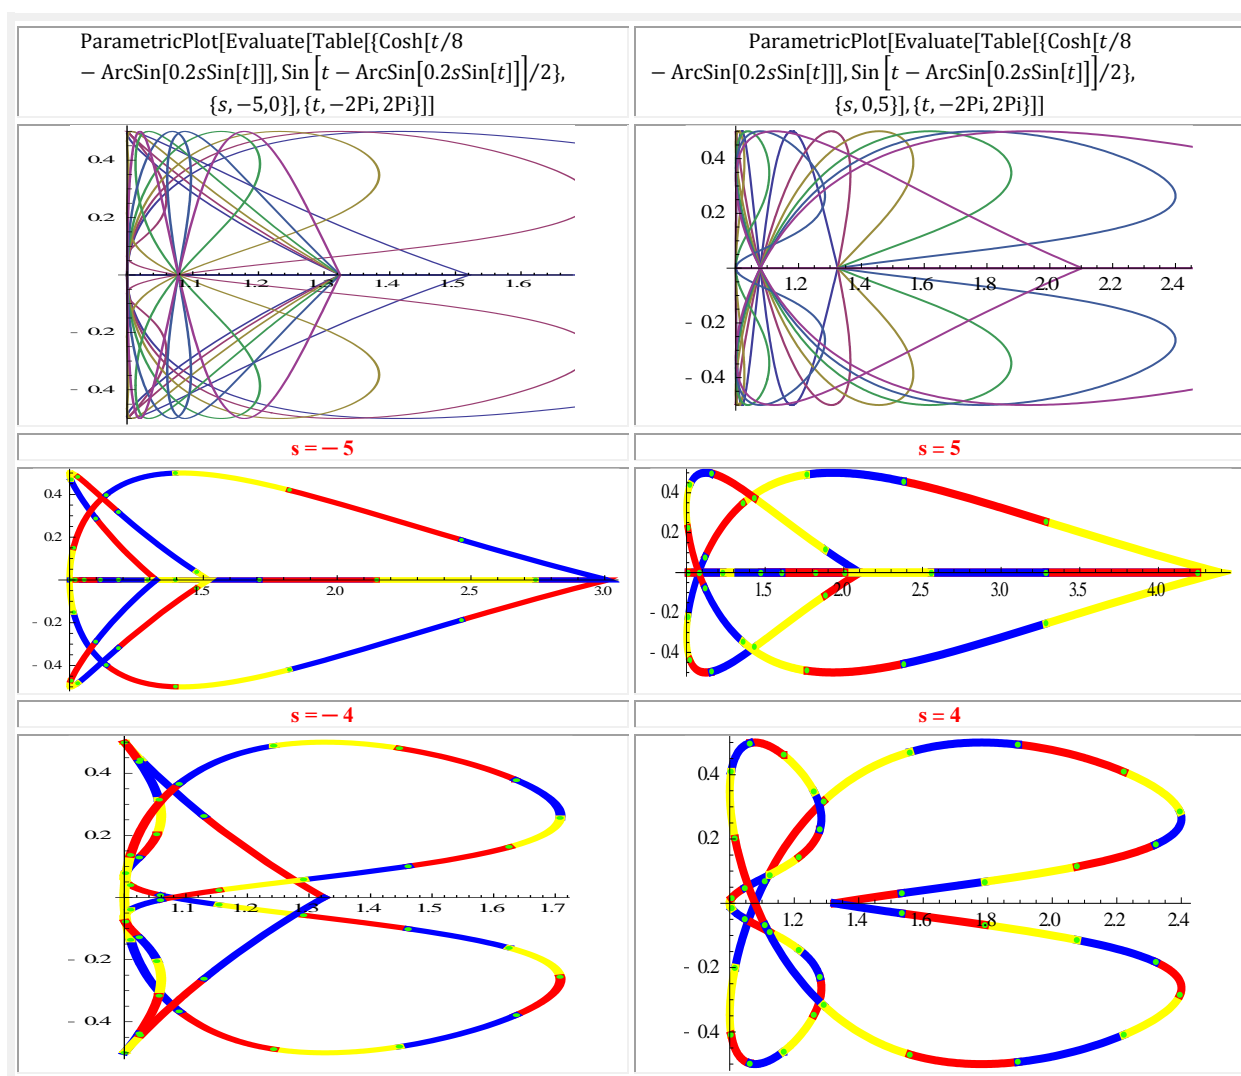 ParametricPlot[Evaluate[Table[{Cosh[t/8
− ArcSin[0.2sSin[t]]], Sin [t − ArcSin[0.2sSin[t]]]/2},
{s, −5,0}], {t, −2Pi, 2Pi}]]
ParametricPlot[Evaluate[Table[{Cosh[t/8
− ArcSin[0.2sSin[t]]], Sin [t − ArcSin[0.2sSin[t]]]/2},
{s, 0,5}], {t, −2Pi, 2Pi}]]
0.4
0.2
1.1 1.2 1.3 1.4 1.5 1.6
- 0.2
- 0.4
0.4
0.2
1.2 1.4 1.6 1.8 2.0 2.2 2.4
- 0.2
- 0.4
s = − 5
s = 5
0.4
0.2
1.5 2.0 2.5 3.0
- 0.2
- 0.4
0.4
0.2
1.5 2.0 2.5 3.0 3.5 4.0
- 0.2
- 0.4
s = − 4
s = 4
0.4
0.2
1.1 1.2 1.3 1.4 1.5 1.6 1.7
- 0.2
- 0.4
0.4
0.2
1.2 1.4 1.6 1.8 2.0 2.2 2.4
- 0.2
- 0.4